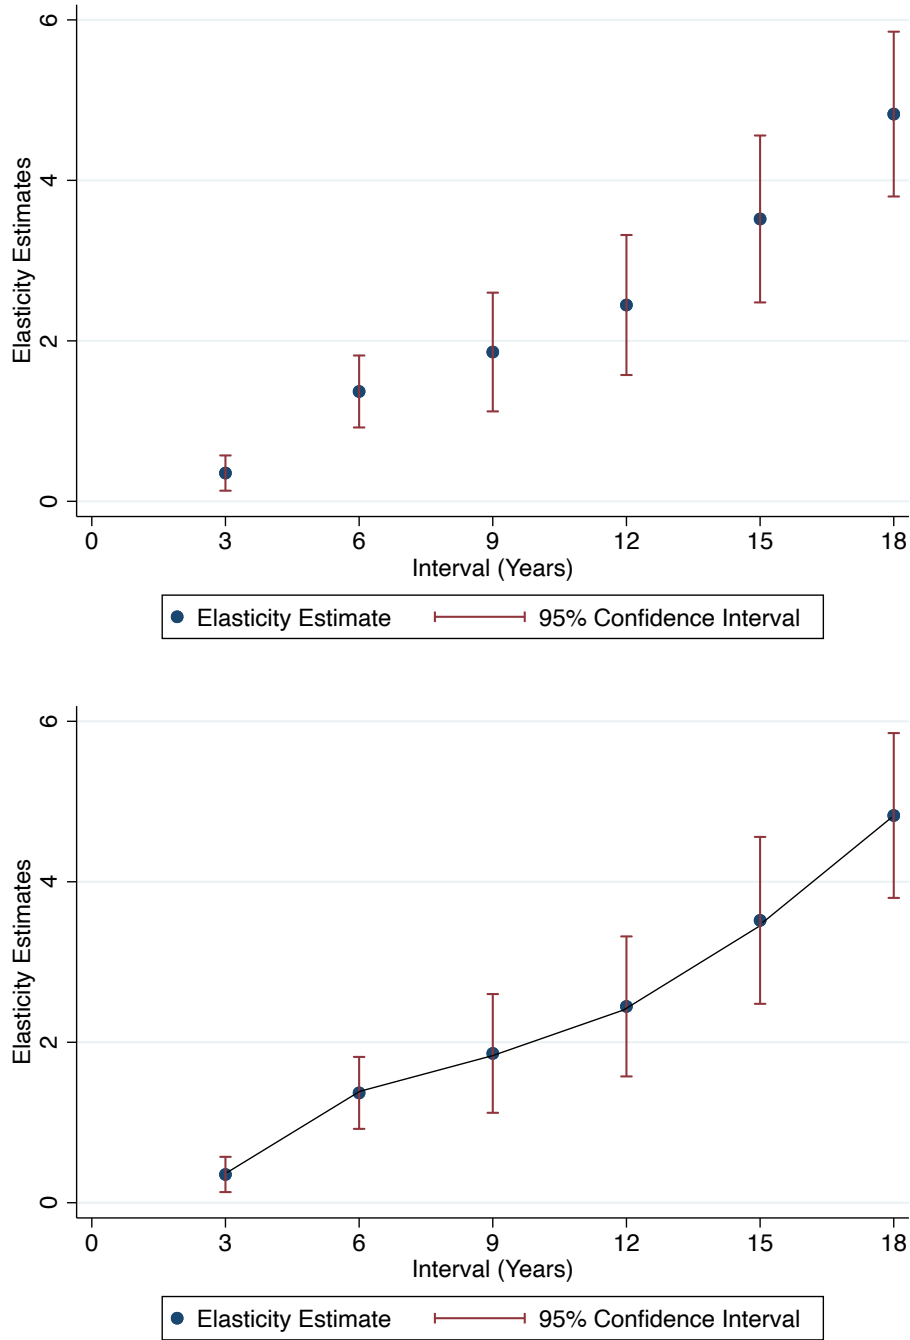 6
4
2
0
Elasticity Estimates
0 3 6 9 12 15 18
Interval (Years)
Elasticity Estimate 95% Confidence Interval
6
4
2
0
Elasticity Estimates
0 3 6 9 12 15 18
Interval (Years)
Elasticity Estimate 95% Confidence Interval